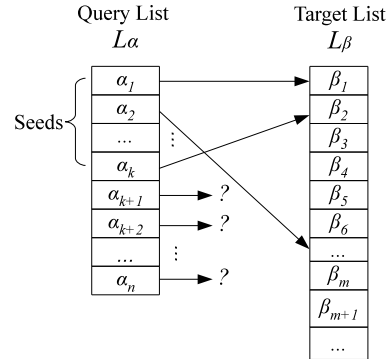 Query List
Lα
Target List
Lβ
Seeds
α1
α2
...
αk
αk+1
αk+2
...
αn
⋮
?
?
⋮
?
β1
β2
β3
β4
β5
β6
...
βm
βm+1
...